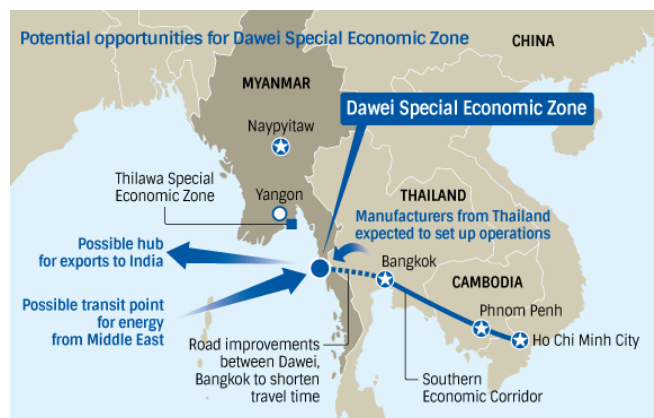 Potential opportunities for Dawei Special Economic Zone
CHINA
MYANMAR
Dawei Special Economic Zone
Naypyitaw
Thilawa Special
Economic Zone
Yangon
THAILAND
Manufacturers from Thailand
expected to set up operations
Possible hub
for exports to India
Bangkok
CAMBODIA
Possible transit point
for energy
from Middle East
Phnom Penh
Ho Chi Minh City
Road improvements
between Dawei,
Bangkok to shorten
travel time
Southern
Economic Corridor